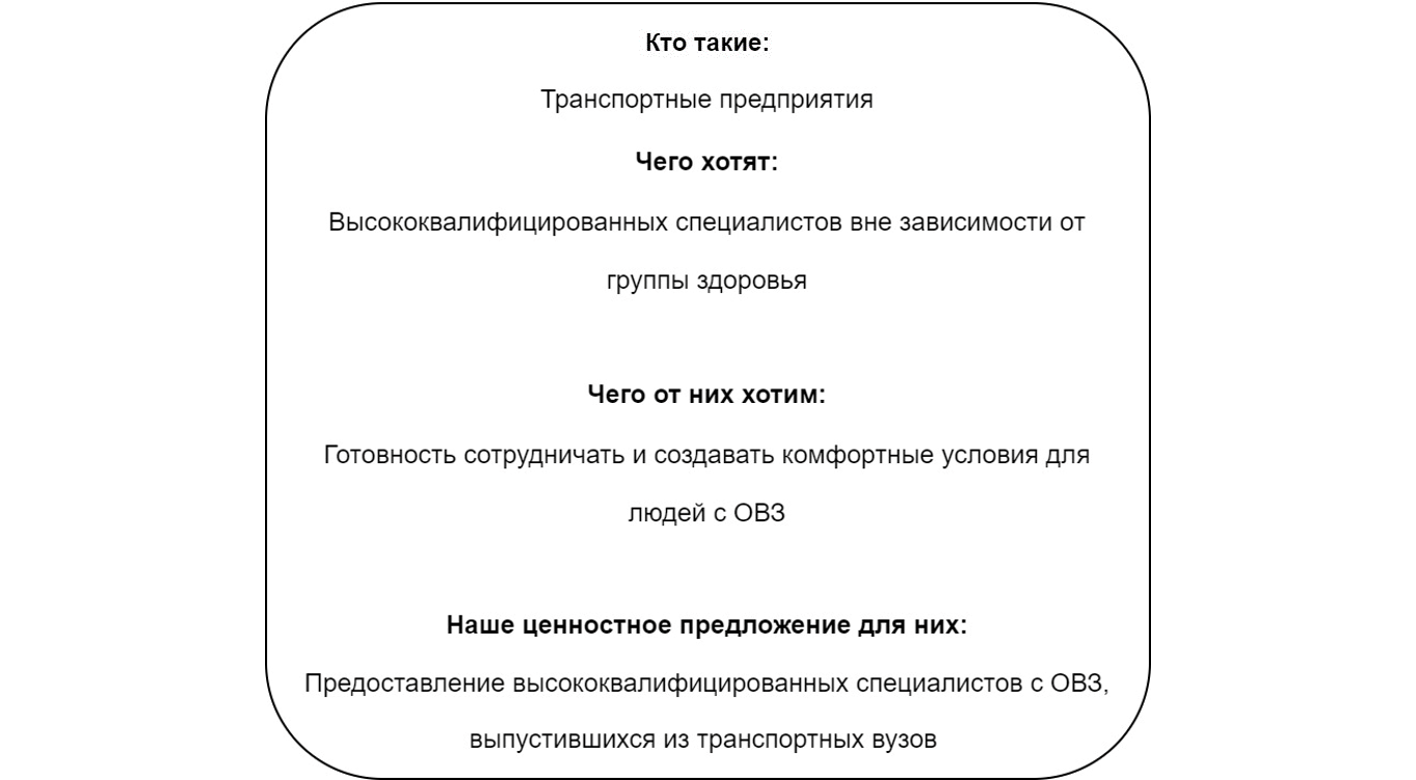 Кто такие:
Транспортные предприятия
Чего хотят:
Высококвалифицированных специалистов вне зависимости от
группы здоровья
Чего от них хотим:
Готовность сотрудничать и создавать комфортные условия для
людей с ОВЗ
Наше ценностное предложение для них:
Предоставление высококвалифицированных специалистов с ОВЗ,
выпустившихся из транспортных вузов